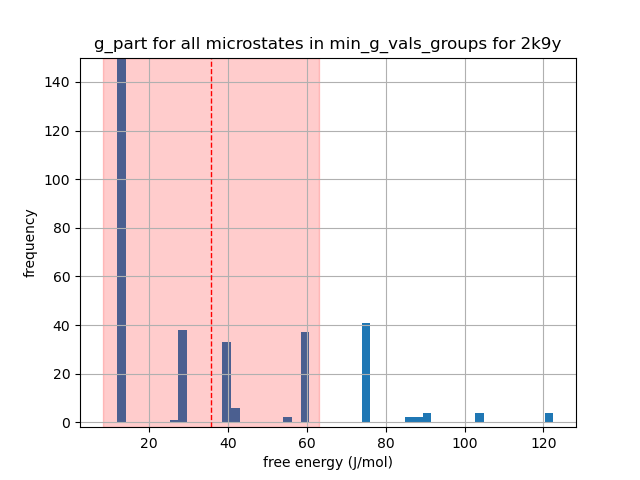 g_part for all microstates in min_g_vals_groups for 2k9y
140
120
100
80
60
40
20
0
frequency
20 40 60 80 100 120
free energy (J/mol)